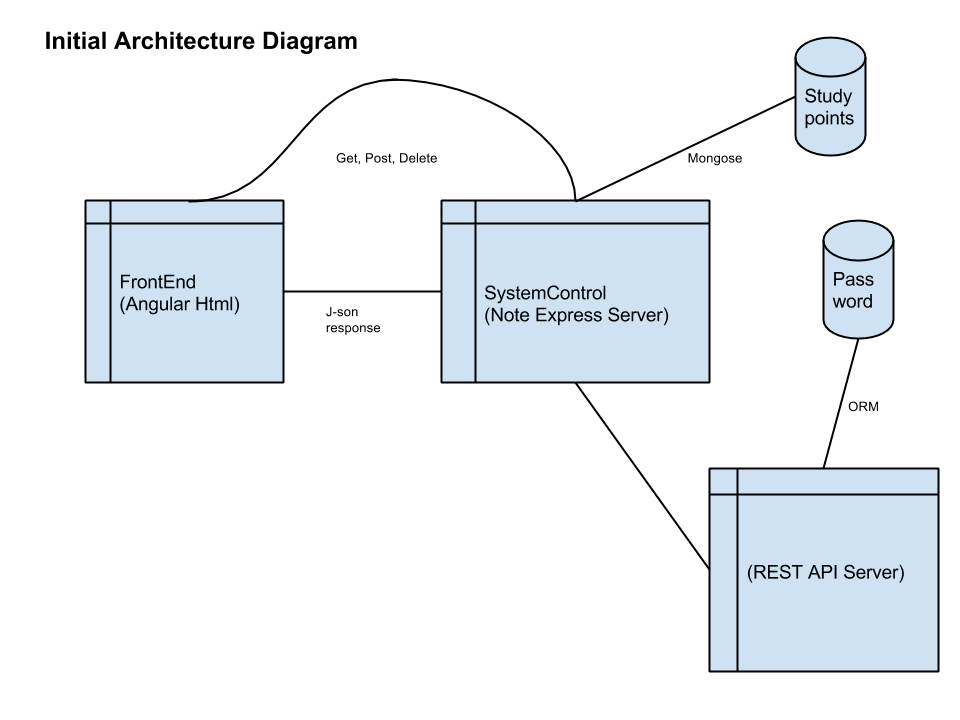 Initial Architecture Diagram
Study
points
Get, Post, Delete
Mongose
FrontEnd
(Angular Html)
J-son
response
SystemControl
(Note Express Server)
Pass
word
ORM
(REST API Server)